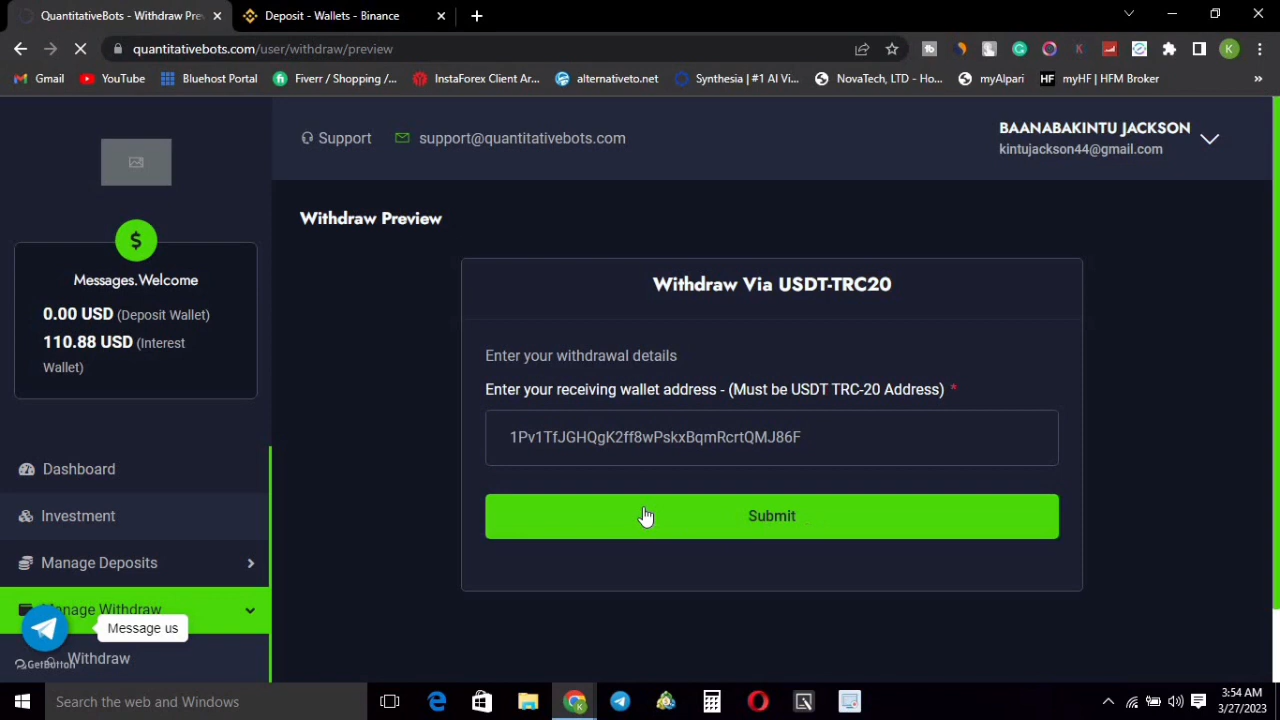 QuantitativeBots - Withdraw Pre
Deposit - Wallets - Binance
quantitativebots.com/user/withdraw/preview
K
K
Gmail
YouTube
Bluehost Portal
Fiverr / Shopping /...
InstaForex Client Ar...
alternativeto.net
Synthesia | #1 AI Vi...
NovaTech, LTD - Ho...
myAlpari
HF
myHF | HFM Broker
»
Support
support@quantitativebots.com
BAANABAKINTU JACKSON
kintujackson44@gmail.com
Withdraw Preview
$
Messages.Welcome
0.00 USD (Deposit Wallet)
110.88 USD (Interest
Wallet)
Withdraw Via USDT-TRC20
Enter your withdrawal details
Enter your receiving wallet address - (Must be USDT TRC-20 Address) *
1Pv1TfJGHQgK2ff8wPskxBqmRcrtQMJ86F
Submit
Dashboard
Investment
Manage Deposits
nage Withdraw
Message us
GetButton
Withdraw
Search the web and Windows
3:54 AM
3/27/2023